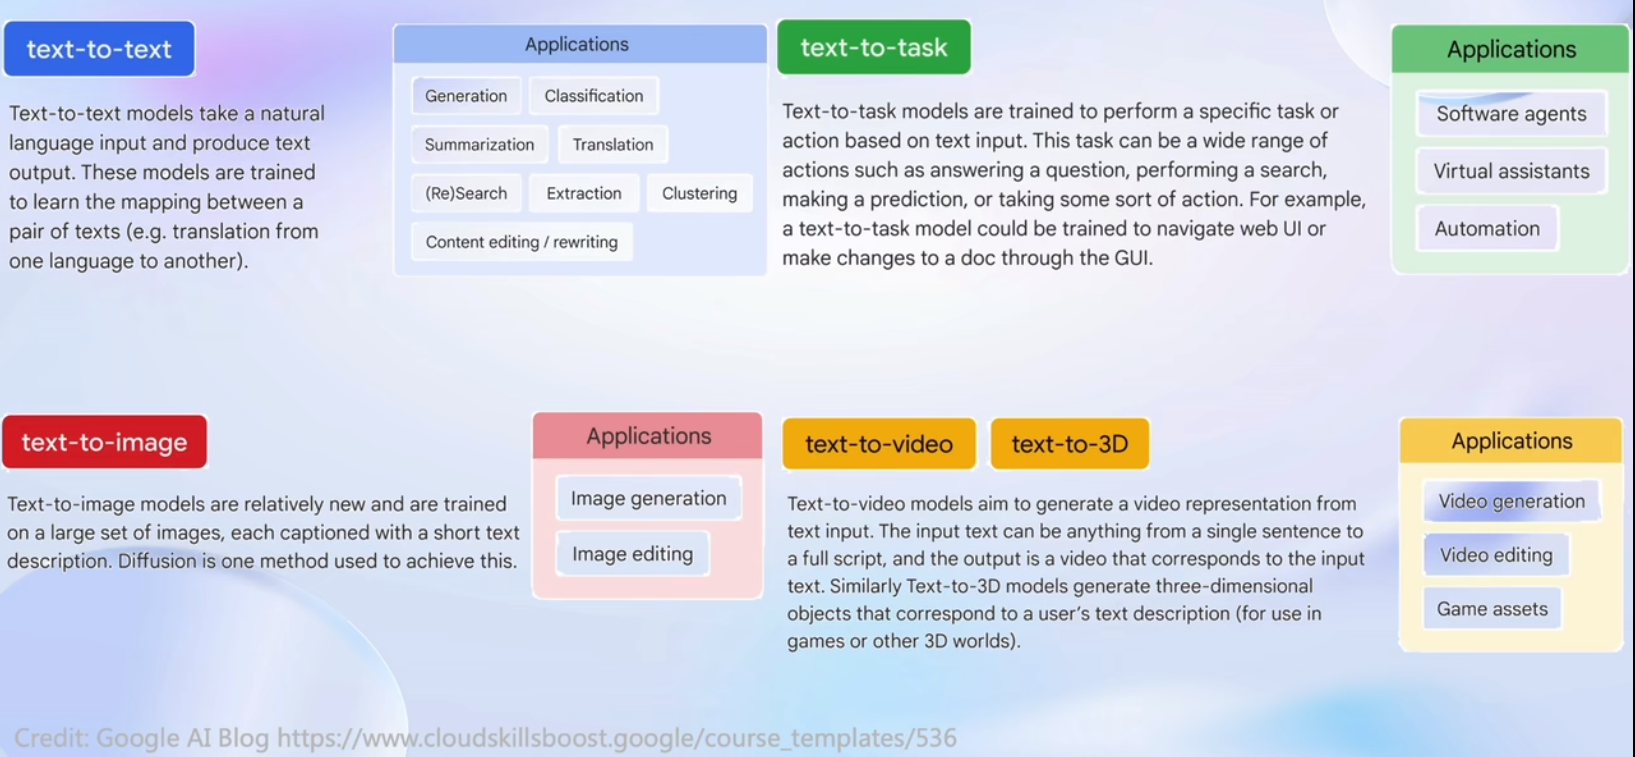 text-to-text
Text-to-text models take a natural
language input and produce text
output. These models are trained
to learn the mapping between a
pair of texts (e.g. translation from
one language to another).
Applications
Generation
Classification
Summarization
Translation
(Re)Search
Extraction
Clustering
Content editing / rewriting
text-to-task
Text-to-task models are trained to perform a specific task or
action based on text input. This task can be a wide range of
actions such as answering a question, performing a search,
making a prediction, or taking some sort of action. For example,
a text-to-task model could be trained to navigate web UI or
make changes to a doc through the GUI.
Applications
Software agents
Virtual assistants
Automation
text-to-image
Text-to-image models are relatively new and are trained
on a large set of images, each captioned with a short text
description. Diffusion is one method used to achieve this.
Applications
Image generation
Image editing
text-to-video
text-to-3D
Text-to-video models aim to generate a video representation from
text input. The input text can be anything from a single sentence to
a full script, and the output is a video that corresponds to the input
text. Similarly Text-to-3D models generate three-dimensional
objects that correspond to a user's text description (for use in
games or other 3D worlds).
Applications
Video generation
Video editing
Game assets
Credit: Google AI Blog https://www.cloudskillsboost.google/course_templates/536